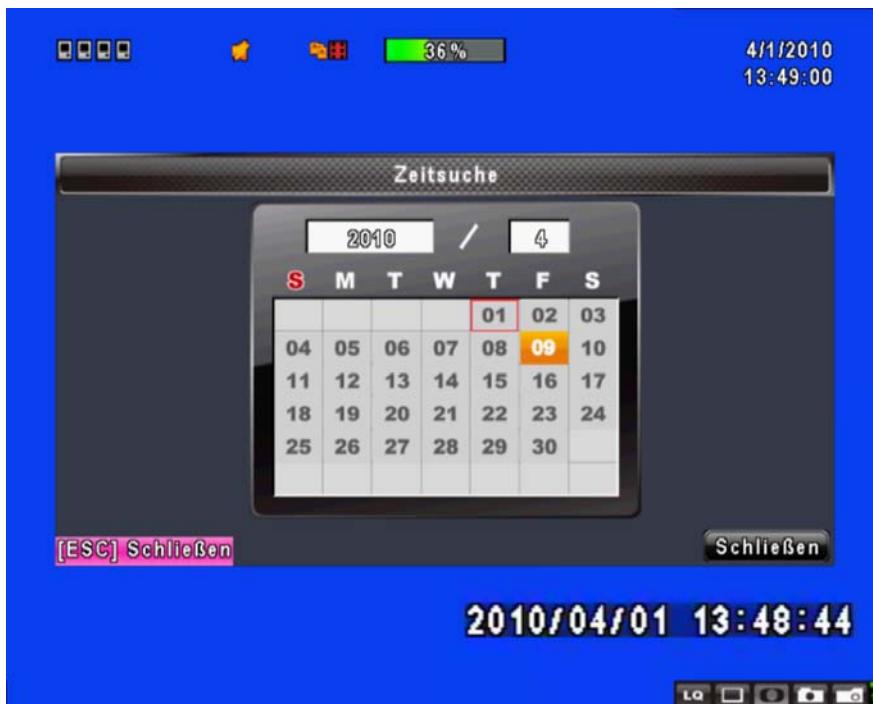 36%
4/1/2010
13:49:00
Zeitsuche
2010 / 4
S M T W T F S
01 02 03
04 05 06 07 08 09 10
11 12 13 14 15 16 17
18 19 20 21 22 23 24
25 26 27 28 29 30
[ESC] Schließen
Schließen
2010/04/01 13:48:44
LQ